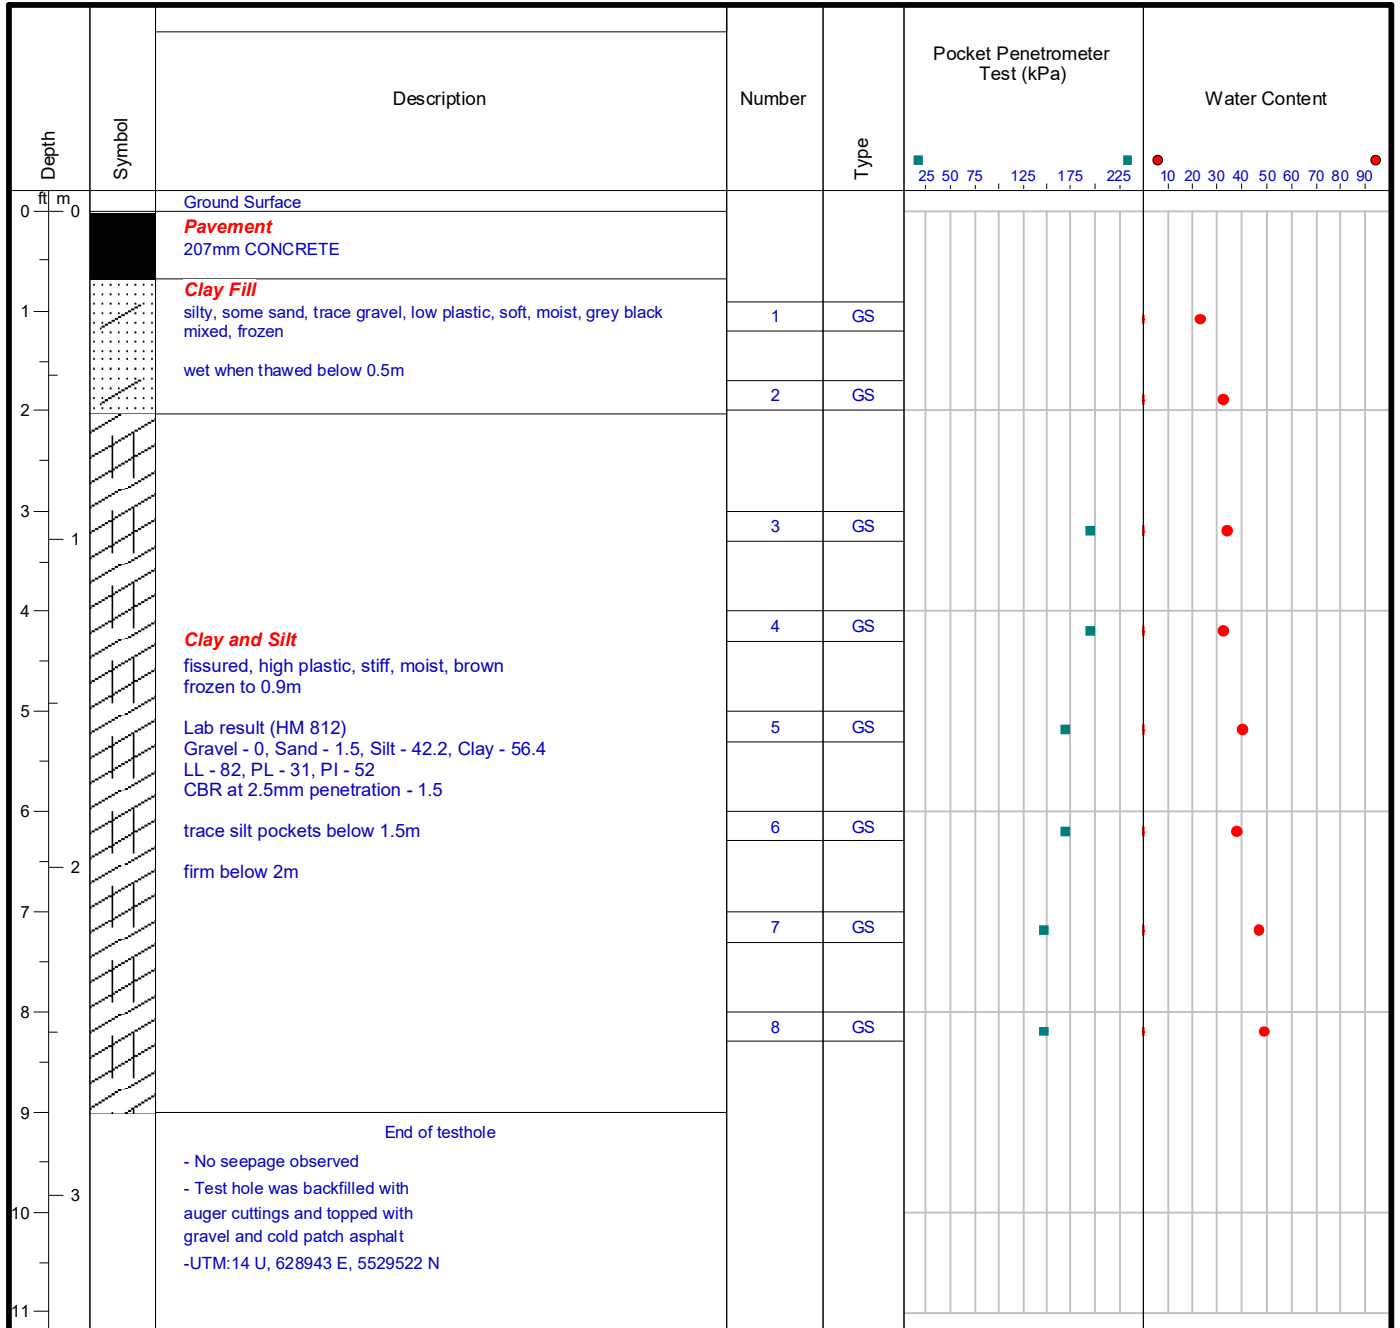 Depth
Symbol
Description
Number
Type
Pocket Penetrometer
Test (kPa)
Water Content
25 50 75 125 175 225
10 20 30 40 50 60 70 80 90
ft m
0 0
Ground Surface
Pavement
207mm CONCRETE
Clay Fill
silty, some sand, trace gravel, low plastic, soft, moist, grey black
mixed, frozen
wet when thawed below 0.5m
1
1 GS
2 GS
2
3
3 GS
1
4
4 GS
Clay and Silt
fissured, high plastic, stiff, moist, brown
frozen to 0.9m
5
Lab result (HM 812)
5 GS
Gravel - 0, Sand - 1.5, Silt - 42.2, Clay - 56.4
LL - 82, PL - 31, PI - 52
CBR at 2.5mm penetration - 1.5
6
trace silt pockets below 1.5m
6 GS
2
firm below 2m
7
7 GS
8
8 GS
9
End of testhole
- No seepage observed
- Test hole was backfilled with
3
auger cuttings and topped with
10
gravel and cold patch asphalt
-UTM:14 U, 628943 E, 5529522 N
11